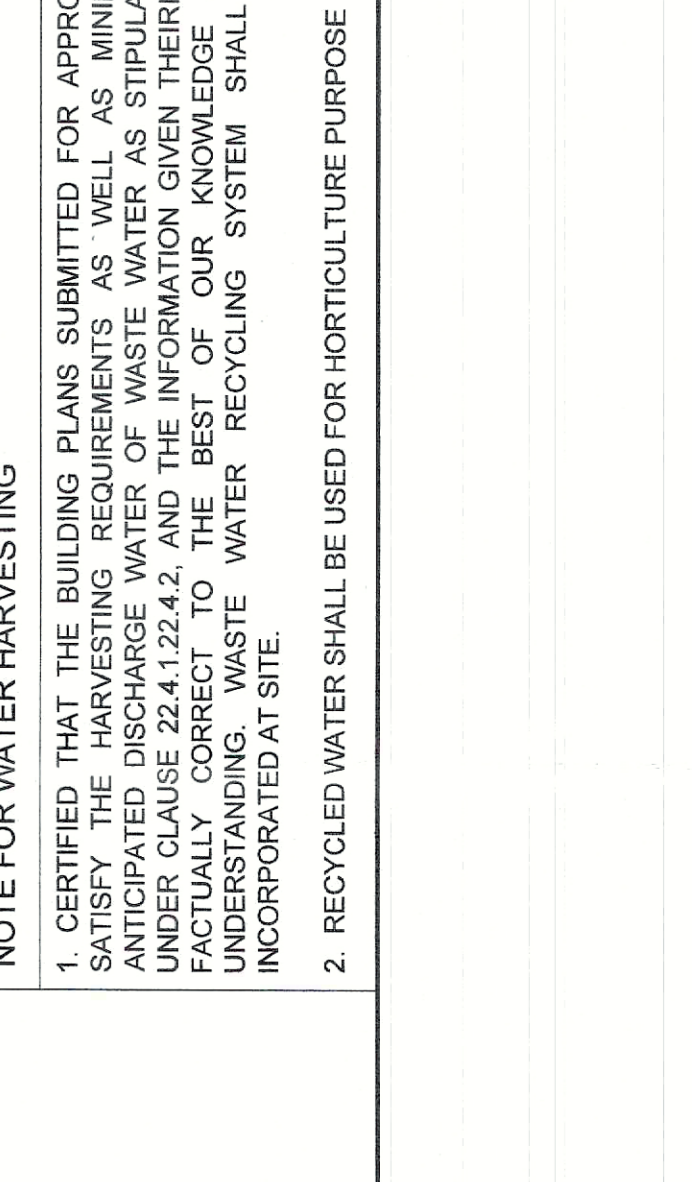 NOTE FOR WATER HARVESTING
1. CERTIFIED THAT THE BUILDING PLANS SUBMITTED FOR APPRO
SATISFY THE HARVESTING REQUIREMENTS AS WELL AS MINI
ANTICIPATED DISCHARGE WATER OF WASTE WATER AS STIPULA
UNDER CLAUSE 22.4.1.22.4.2, AND THE INFORMATION GIVEN THEIR
FACTUALLY CORRECT TO THE BEST OF OUR KNOWLEDGE
UNDERSTANDING. WASTE WATER RECYCLING SYSTEM SHALL
INCORPORATED AT SITE.
2. RECYCLED WATER SHALL BE USED FOR HORTICULTURE PURPOSE